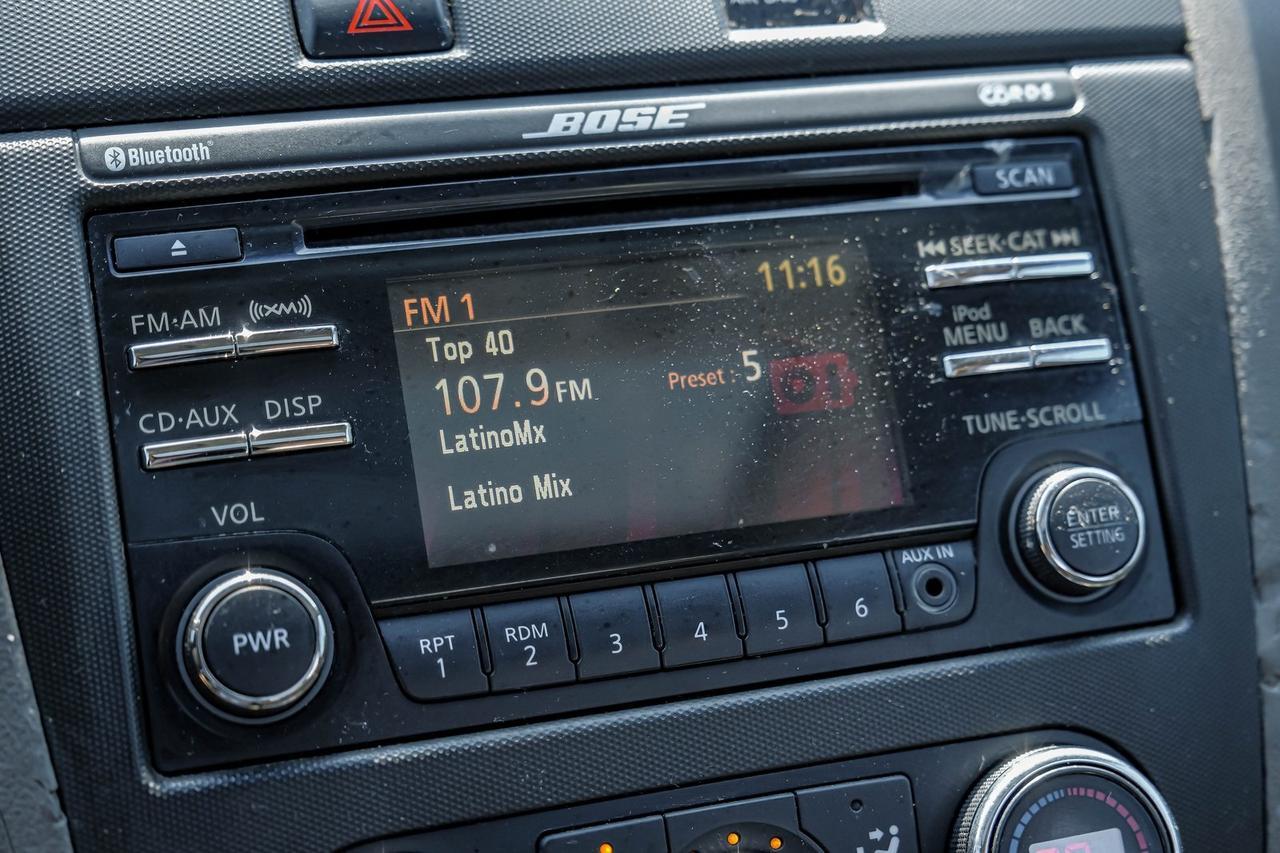 BOSE
Bluetooth
SCAN
SEEK·CAT
FM·AM
((XM))
iPod
MENU
BACK
CD·AUX
DISP
TUNE·SCROLL
VOL
PWR
FM 1
11:16
Top 40
107.9 FM
Preset : 5
LatinoMx
Latino Mix
ENTER
SETTING
RPT
1
RDM
2
3
4
5
6
AUX IN